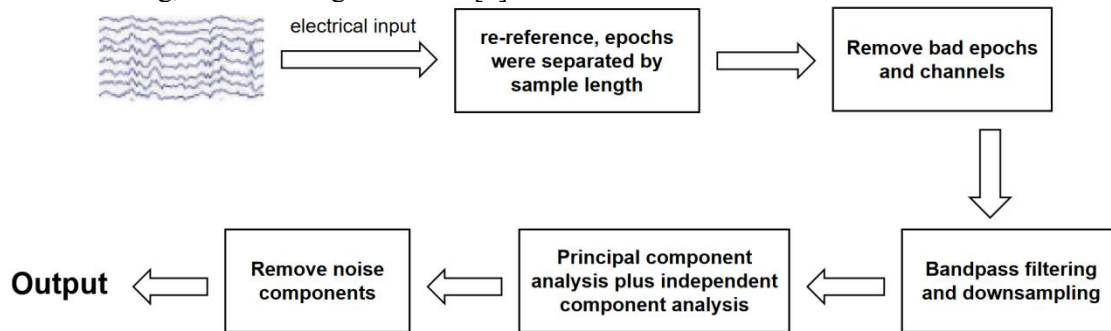 electrical input
re-reference, epochs
were separated by
sample length
Remove bad epochs
and channels
Bandpass filtering
and downsampling
Principal component
analysis plus independent
component analysis
Remove noise
components
Output